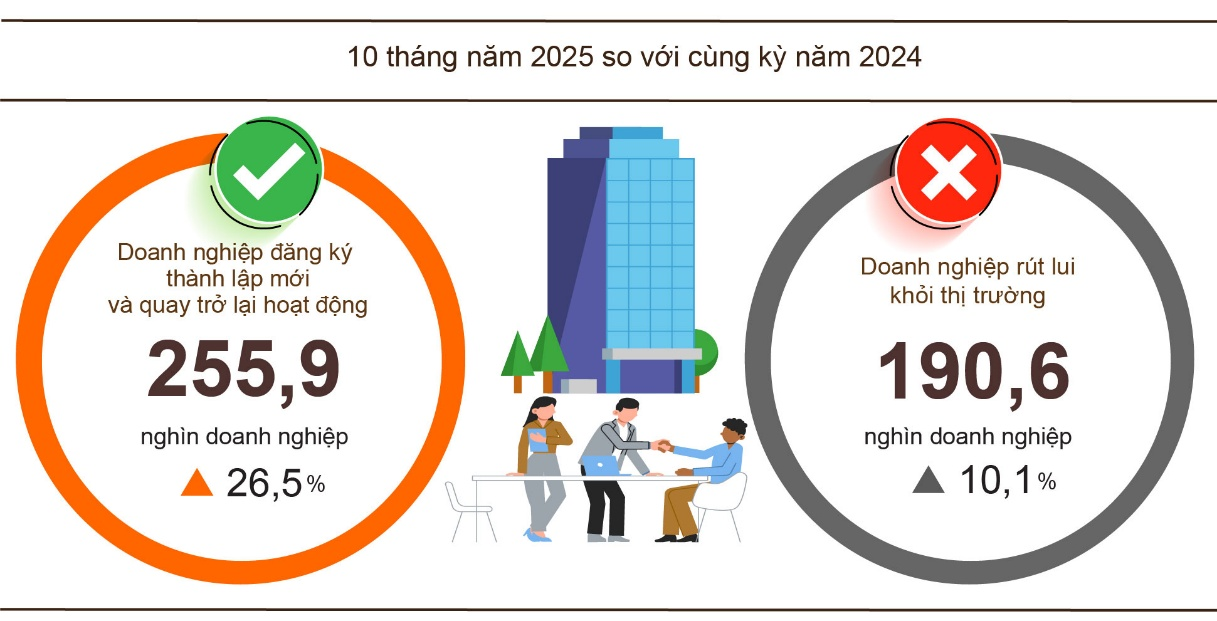 10 tháng năm 2025 so với cùng kỳ năm 2024
Doanh nghiệp đăng ký
thành lập mới
và quay trở lại hoạt động
255,9
nghìn doanh nghiệp
26,5%
Doanh nghiệp rút lui
khỏi thị trường
190,6
nghìn doanh nghiệp
10,1%